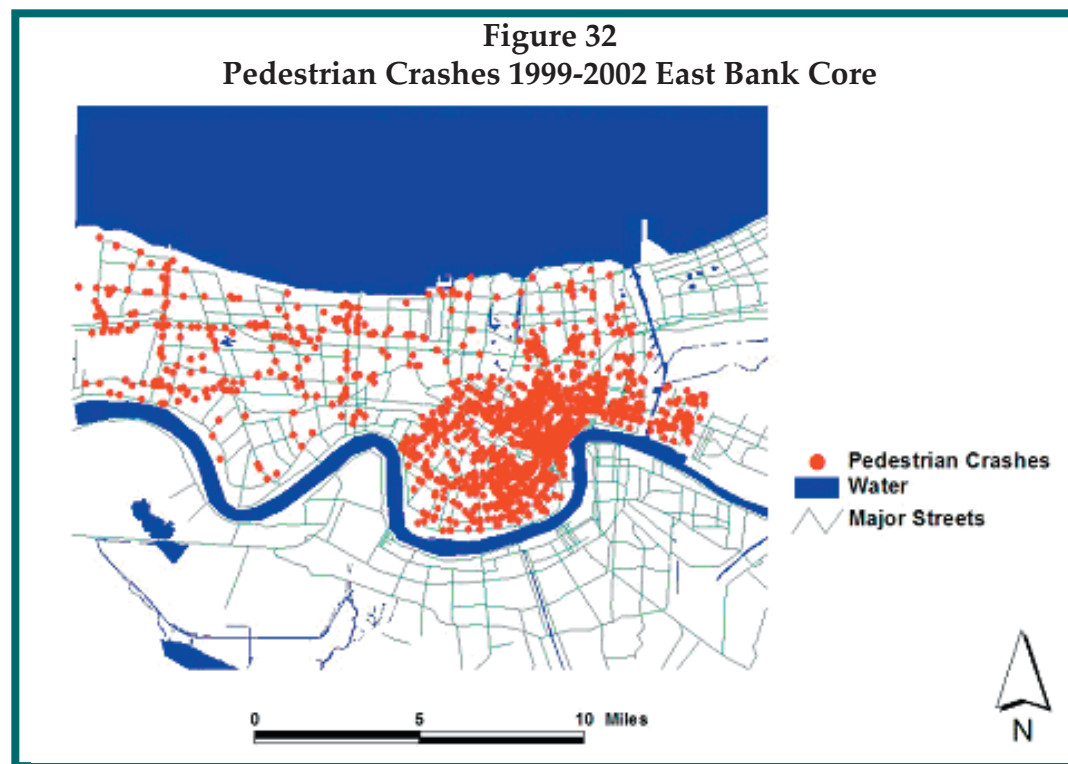 Figure 32
Pedestrian Crashes 1999-2002 East Bank Core
Pedestrian Crashes
Water
Major Streets
0 5 10 Miles
N